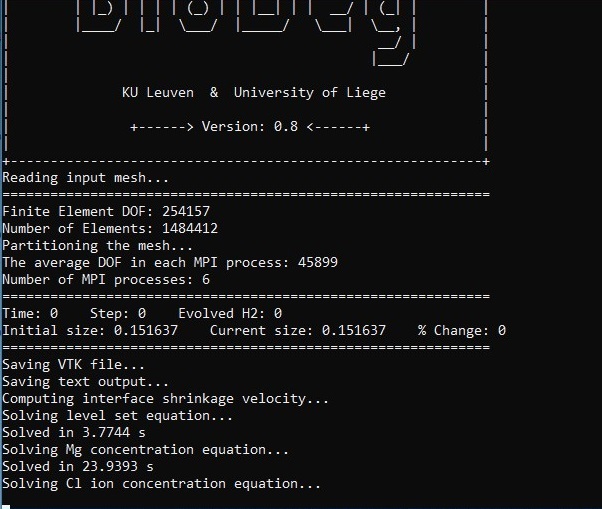 KU Leuven & University of Liege
+------> Version: 0.8 <------+
Reading input mesh...
Finite Element DOF: 254157
Number of Elements: 1484412
Partitioning the mesh...
The average DOF in each MPI process: 45899
Number of MPI processes: 6
Time: 0 Step: 0 Evolved H2: 0
Initial size: 0.151637 Current size: 0.151637 % Change: 0
Saving VTK file...
Saving text output...
Computing interface shrinkage velocity...
Solving level set equation...
Solved in 3.7744 s
Solving Mg concentration equation...
Solved in 23.9393 s
Solving Cl ion concentration equation...